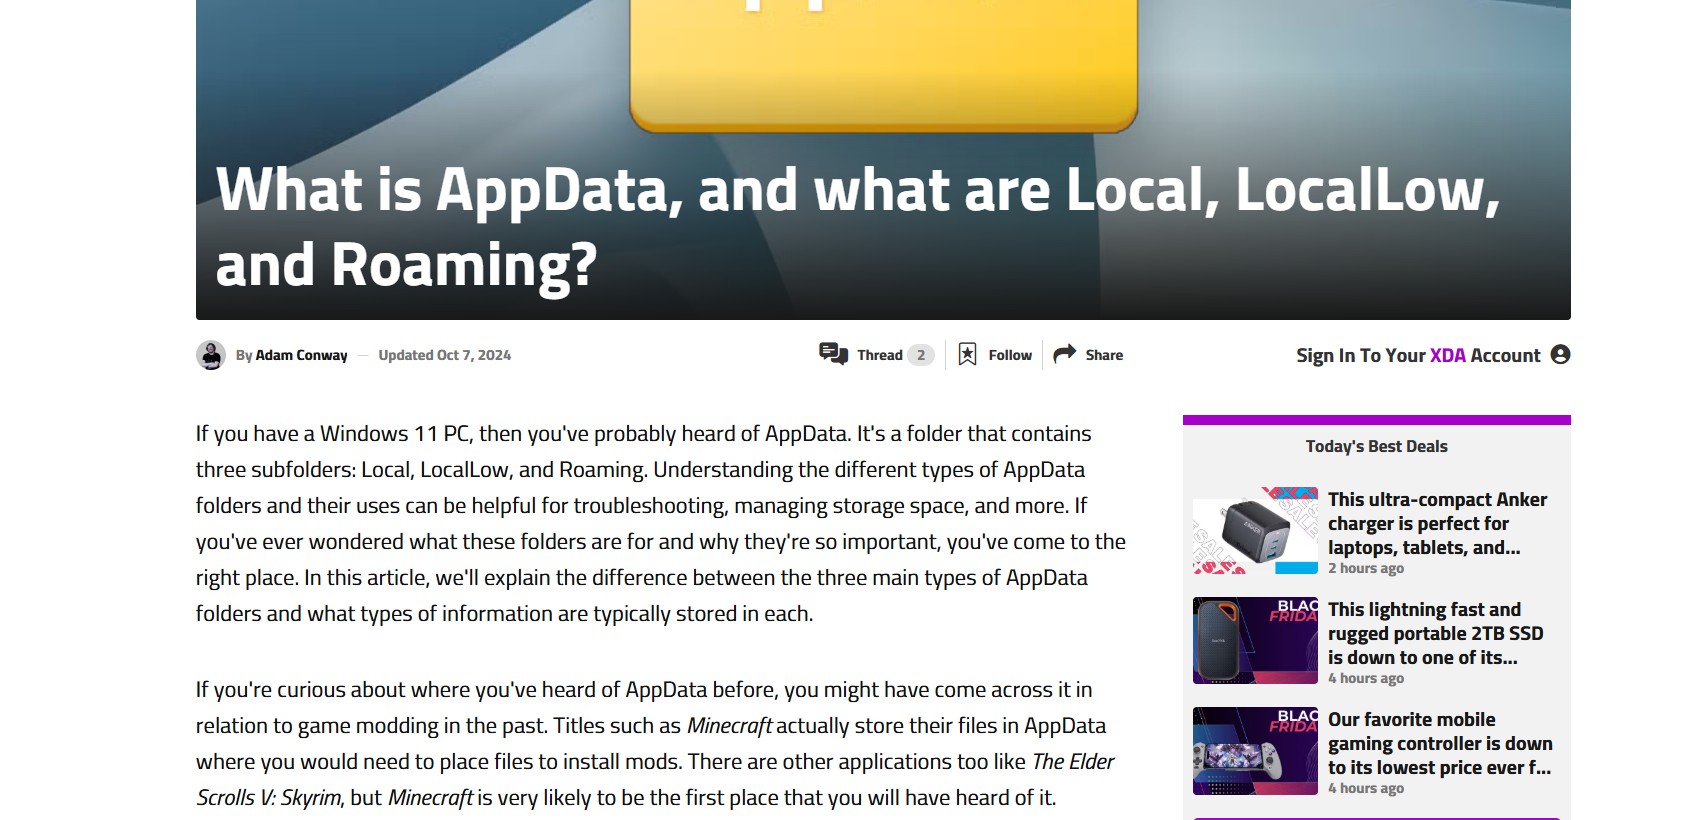 What is AppData, and what are Local, LocalLow,
and Roaming?
By Adam Conway — Updated Oct 7, 2024
Thread 2
Follow
Share
Sign In To Your XDA Account
If you have a Windows 11 PC, then you've probably heard of AppData. It's a folder that contains
three subfolders: Local, LocalLow, and Roaming. Understanding the different types of AppData
folders and their uses can be helpful for troubleshooting, managing storage space, and more. If
you've ever wondered what these folders are for and why they're so important, you've come to the
right place. In this article, we'll explain the difference between the three main types of AppData
folders and what types of information are typically stored in each.
If you're curious about where you've heard of AppData before, you might have come across it in
relation to game modding in the past. Titles such as Minecraft actually store their files in AppData
where you would need to place files to install mods. There are other applications too like The Elder
Scrolls V: Skyrim, but Minecraft is very likely to be the first place that you will have heard of it.
Today's Best Deals
ANKER
This ultra-compact Anker
charger is perfect for
laptops, tablets, and...
2 hours ago
BLAC
FRIDA
This lightning fast and
rugged portable 2TB SSD
is down to one of its...
4 hours ago
BLAC
FRIDA
Our favorite mobile
gaming controller is down
to its lowest price ever f...
4 hours ago